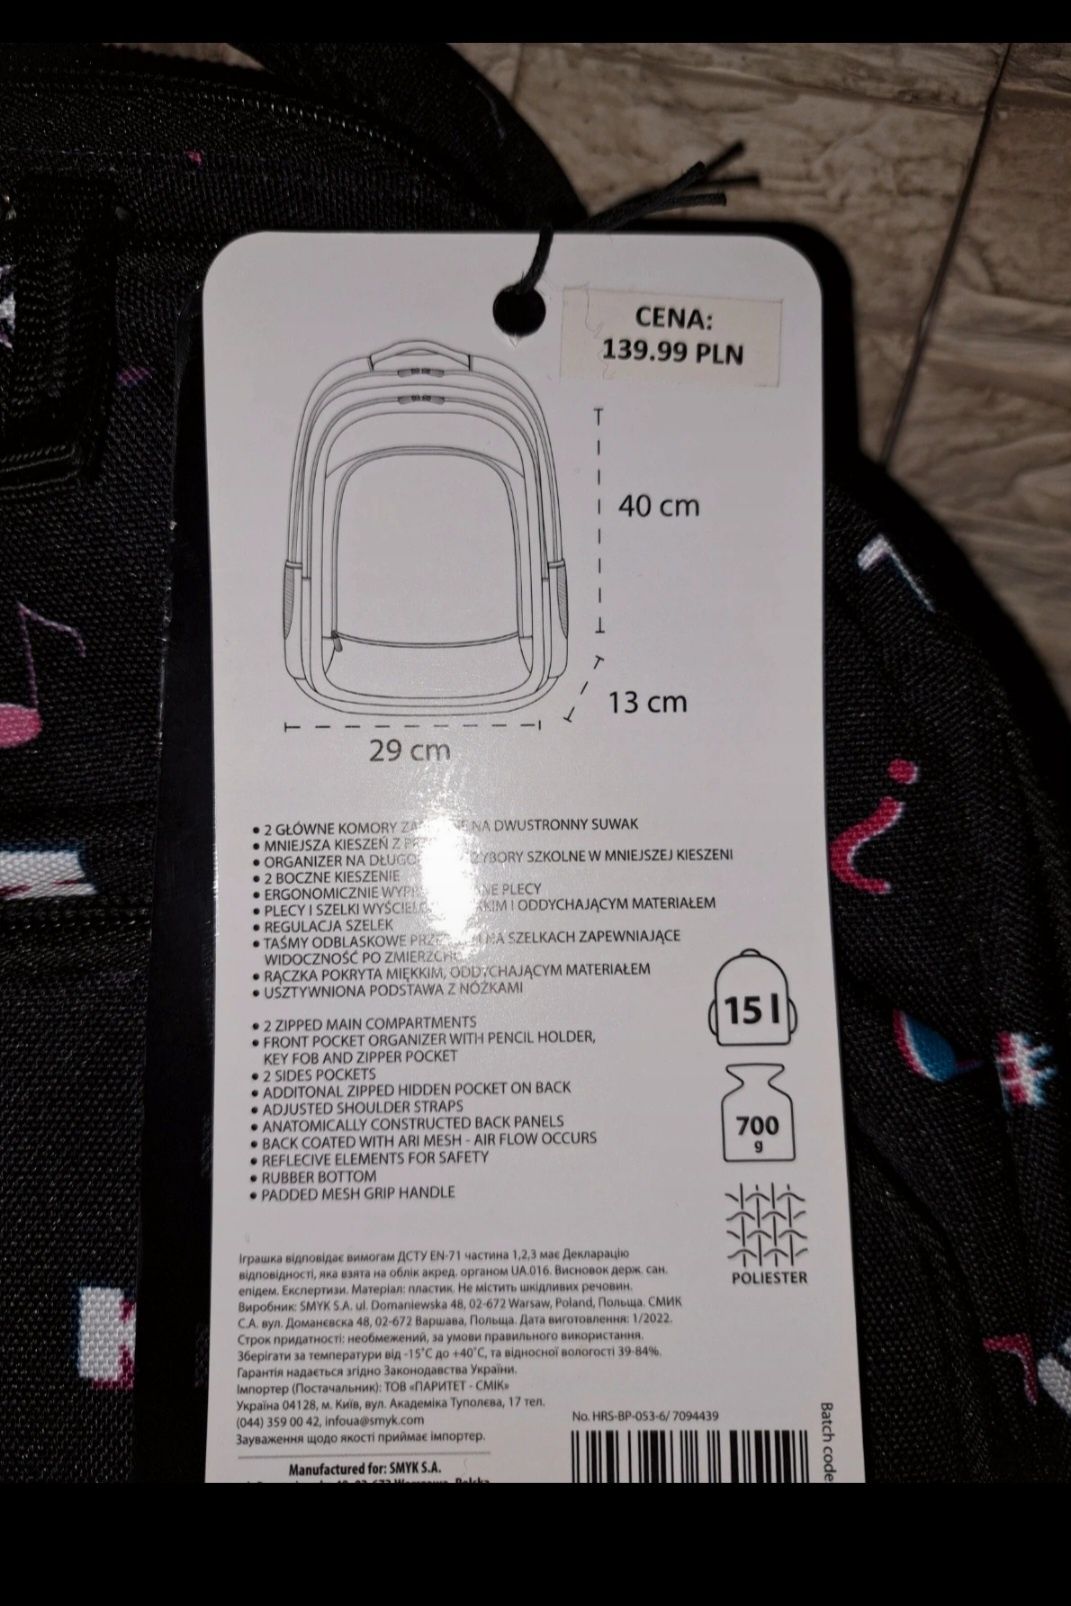 CENA:
139.99 PLN
40 cm
13 cm
29 cm
• 2 GŁÓWNE KOMORY NA DWUSTRONNY SUWAK
• MNIEJSZA KIESZEŃ Z
• ORGANIZER NA SZKOLNE W MNIEJSZEJ KIESZENI
• 2 BOCZNE KIESZENIE
• ERGONOMICZNIE PLECY
• PLECY I SZELKI I ODDYCHAJĄCYM MATERIAŁEM
• REGULACJA SZELEK
• TAŚMY ODBLASKOWE NA SZELKACH ZAPEWNIAJĄCE
WIDOCZNOŚĆ PO
• RĄCZKA POKRYTA MIĘKKIM, ODDYCHAJĄCYM MATERIAŁEM
• USZTYWNIONA PODSTAWA Z NÓŻKAMI
• 2 ZIPPED MAIN COMPARTMENTS
• FRONT POCKET ORGANIZER WITH PENCIL HOLDER,
KEY FOB AND ZIPPER POCKET
• 2 SIDES POCKETS
• ADDITONAL ZIPPED HIDDEN POCKET ON BACK
• ADJUSTED SHOULDER STRAPS
• ANATOMICALLY CONSTRUCTED BACK PANELS
• BACK COATED WITH ARI MESH - AIR FLOW OCCURS
• REFLECIVE ELEMENTS FOR SAFETY
• RUBBER BOTTOM
• PADDED MESH GRIP HANDLE
15 l
700
g
POLIESTER
Іграшка відповідає вимогам ДСТУ EN-71 частина 1,2,3 має Декларацію
відповідності, яка взята на облік акред. органом UA.016. Висновок держ. сан.
епідем. Експертизи. Матеріал: пластик. Не містить шкідливих речовин.
Виробник: SMYK S.A. ul. Domaniewska 48, 02-672 Warsaw, Poland, Польща. СМИК
С.А. вул. Доманєвска 48, 02-672 Варшава, Польща. Дата виготовлення: 1/2022.
Строк придатності: необмежений, за умови правильного використання.
Зберігати за температури від -15˚С до +40˚С, та відносної вологості 39-84%.
Гарантія надається згідно Законодавства України.
Імпортер (Постачальник): ТОВ «ПАРИТЕТ - СМІК»
Україна 04128, м. Київ, вул. Академіка Туполєва, 17 тел.
(044) 359 00 42, infoua@smyk.com
Зауваження щодо якості приймає імпортер.
No. HRS-BP-053-6/ 7094439
Batch code
Manufactured for: SMYK S.A.